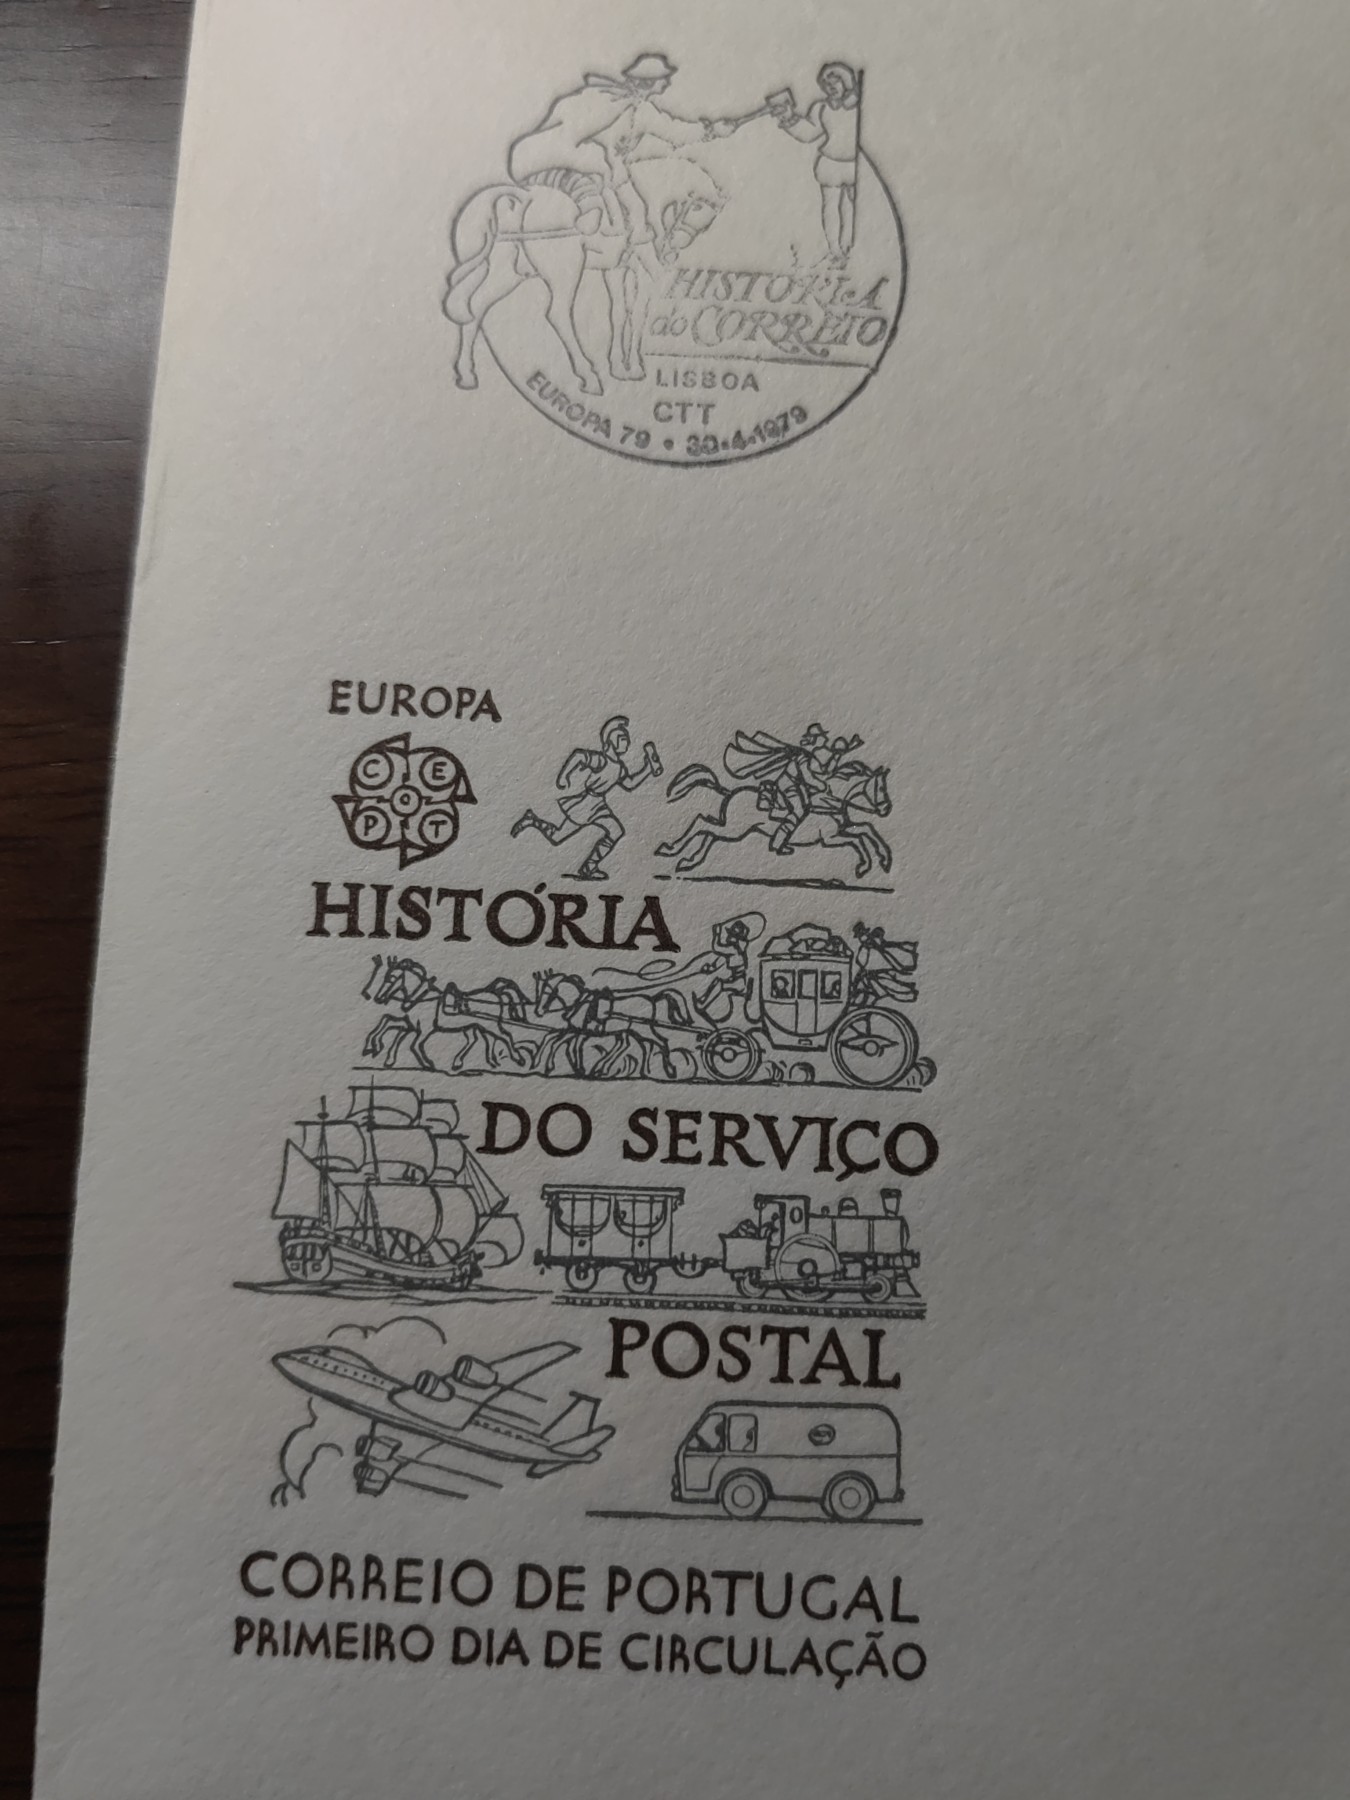 HISTORIA
do CORREIO
LISBOA
CTT
EUROPA 79 • 30-4-1979
EUROPA
C E
P T
HISTÓRIA
DO SERVIÇO
POSTAL
CORREIO DE PORTUGAL
PRIMEIRO DIA DE CIRCULAÇÃO